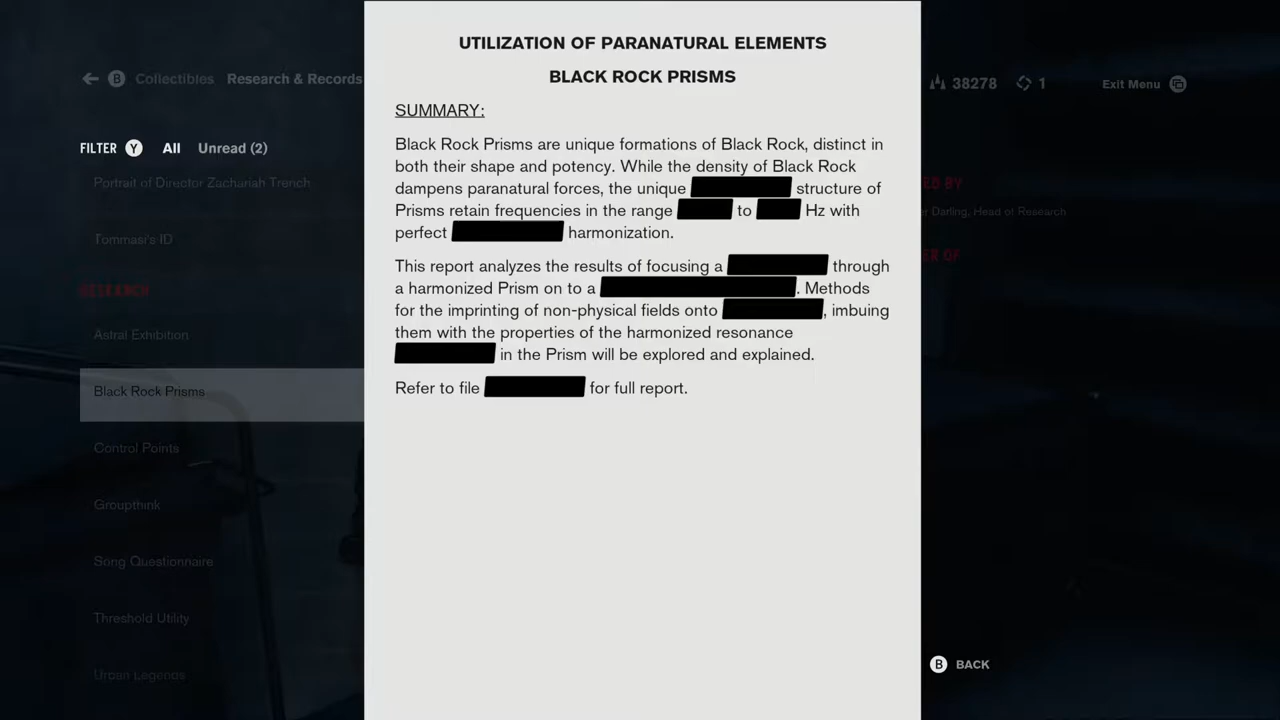 UTILIZATION OF PARANATURAL ELEMENTS
BLACK ROCK PRISMS
SUMMARY:
Black Rock Prisms are unique formations of Black Rock, distinct in
both their shape and potency. While the density of Black Rock
dampens paranatural forces, the unique structure of
Prisms retain frequencies in the range to Hz with
perfect harmonization.
This report analyzes the results of focusing a through
a harmonized Prism on to a . Methods
for the imprinting of non-physical fields onto , imbuing
them with the properties of the harmonized resonance
in the Prism will be explored and explained.
Refer to file for full report.
B Collectibles Research & Records
FILTER Y All Unread (2)
Portrait of Director Zachariah Trench
Tommasi's ID
RESEARCH
Astral Exhibition
Black Rock Prisms
Control Points
Groupthink
Song Questionnaire
Threshold Utility
Urban Legends
38278 1 Exit Menu
ED BY
er Darling, Head of Research
ER OF
B BACK